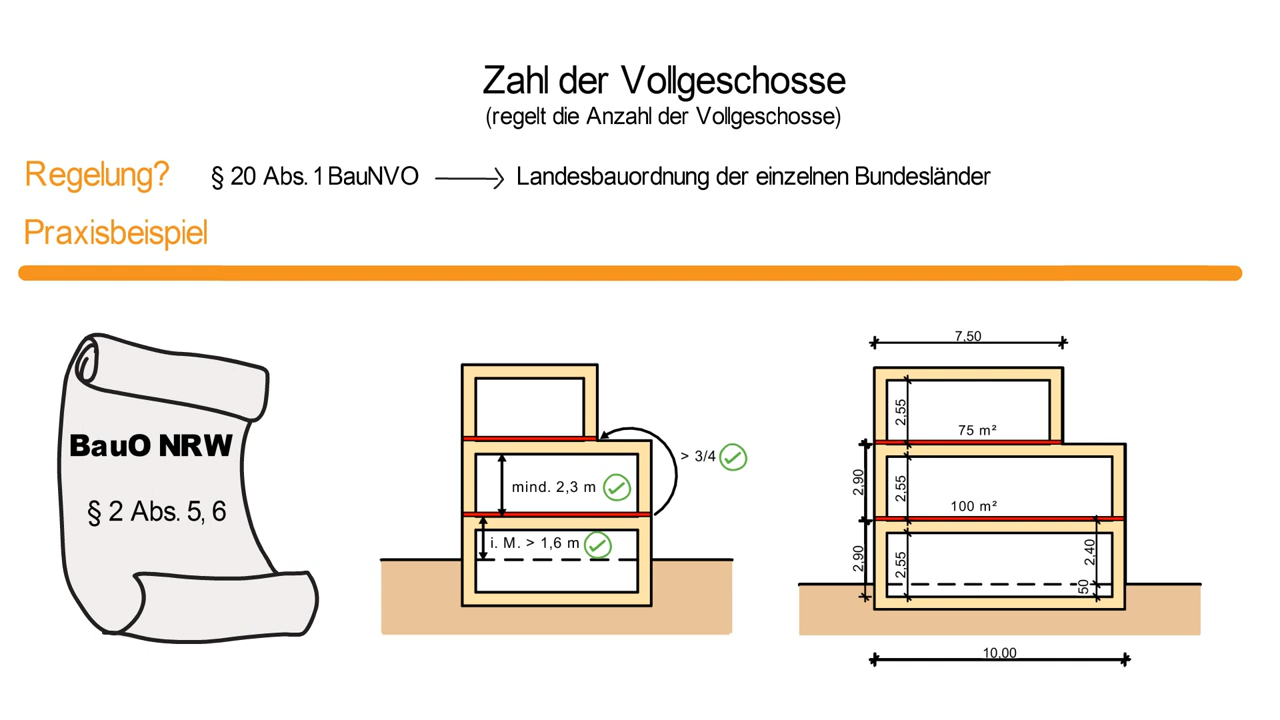 Zahl der Vollgeschosse
(regelt die Anzahl der Vollgeschosse)
Regelung? § 20 Abs. 1 BauNVO Landesbauordnung der einzelnen Bundesländer
Praxisbeispiel
BauO NRW
§ 2 Abs. 5, 6
> 3/4
mind. 2,3 m
i. M. > 1,6 m
7,50
2,55
75 m²
2,90
2,55
100 m²
2,90
2,55
2,40
50
10,00